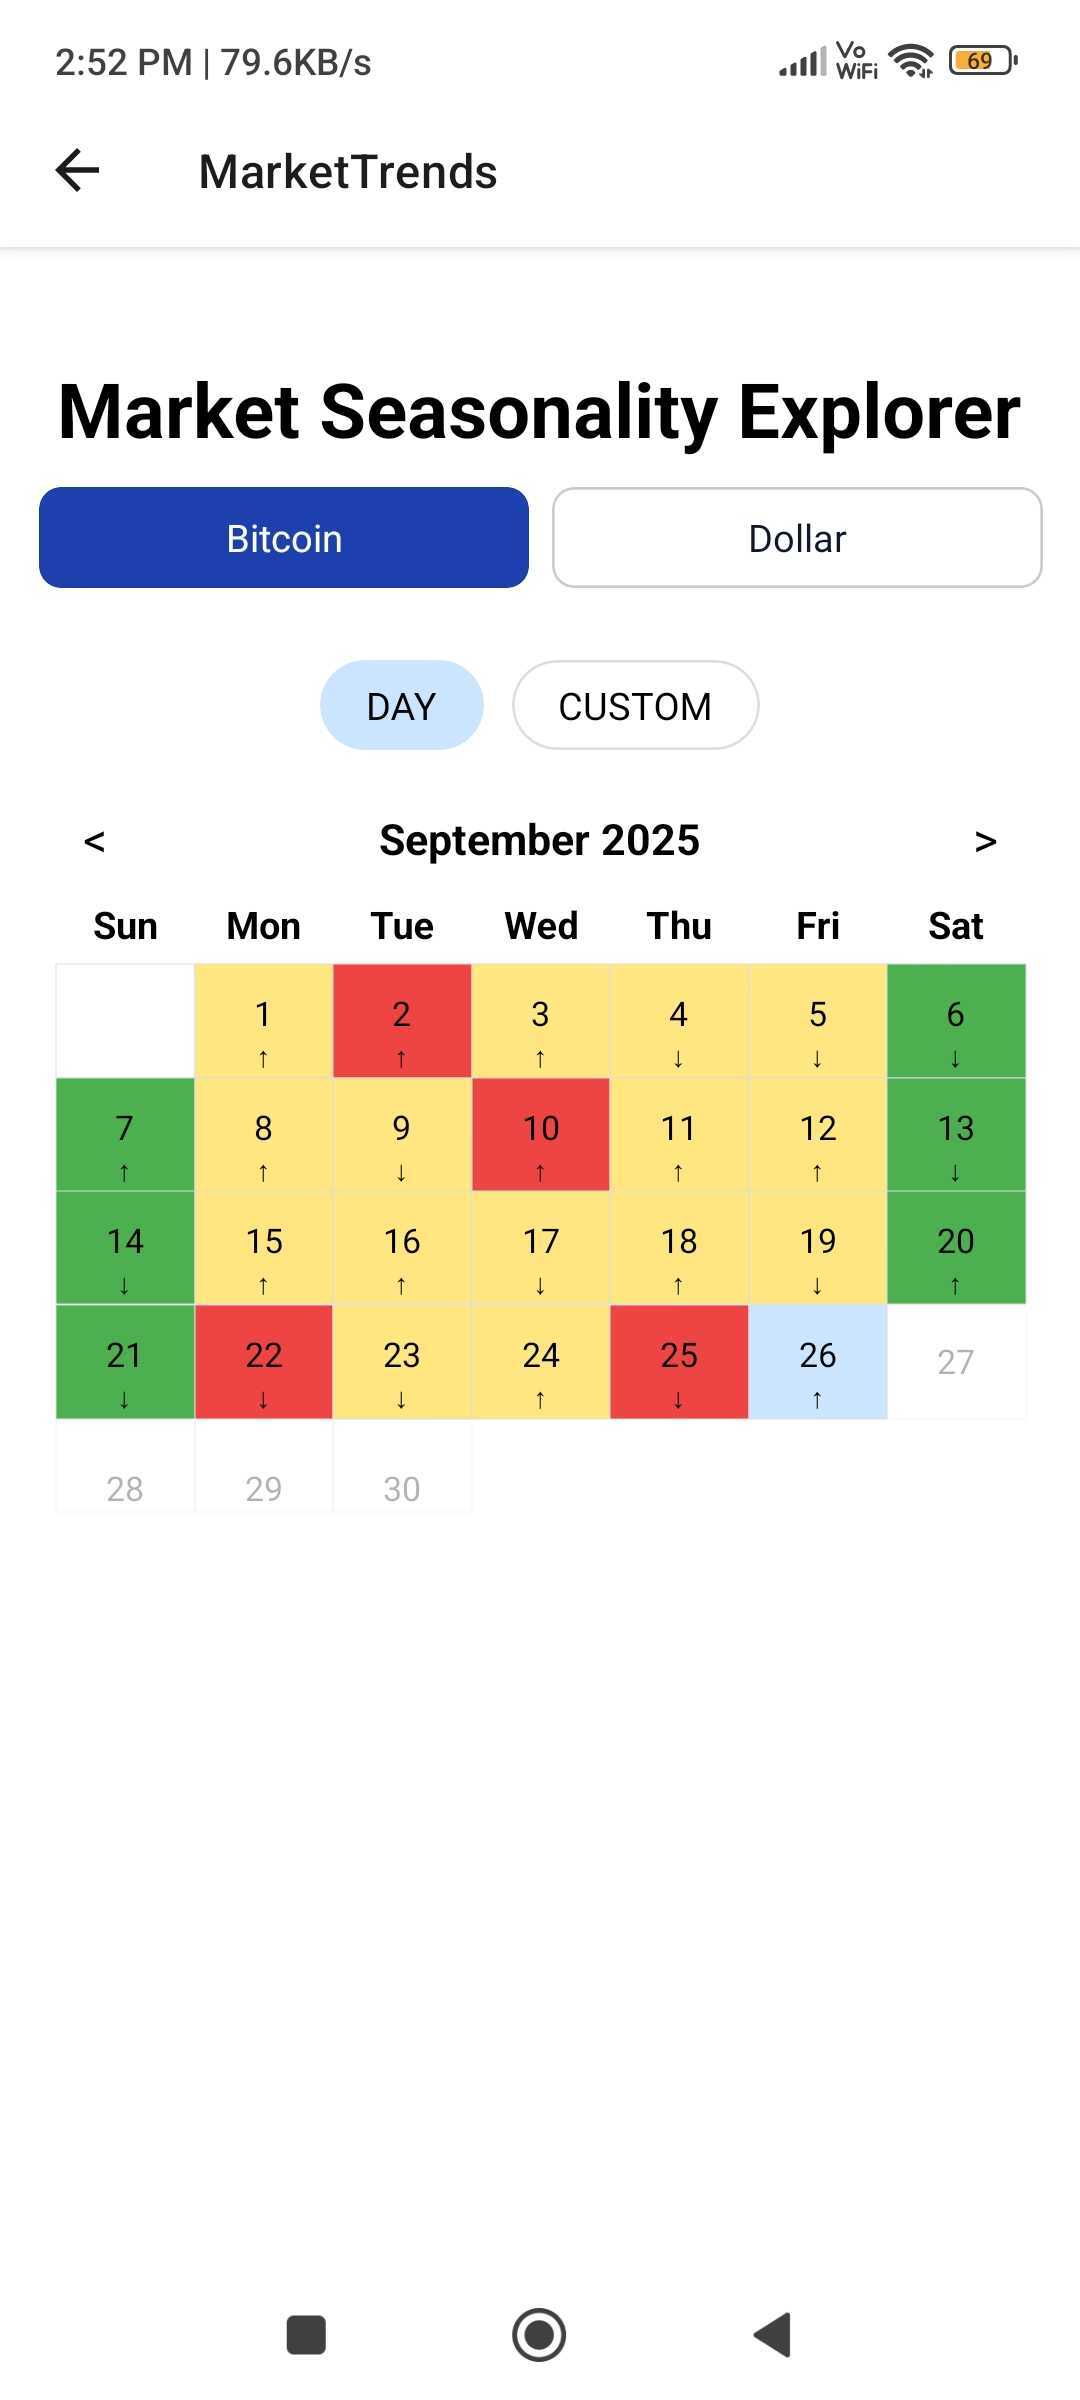 2:52 PM | 79.6KB/s Vo WiFi 69
MarketTrends
Market Seasonality Explorer
Bitcoin Dollar
DAY CUSTOM
< September 2025 >
Sun Mon Tue Wed Thu Fri Sat
1 2 3 4 5 6
↑ ↑ ↑ ↓ ↓ ↓
7 8 9 10 11 12 13
↑ ↑ ↓ ↑ ↑ ↑ ↓
14 15 16 17 18 19 20
↓ ↑ ↑ ↓ ↑ ↓ ↑
21 22 23 24 25 26 27
↓ ↓ ↓ ↑ ↓ ↑
28 29 30